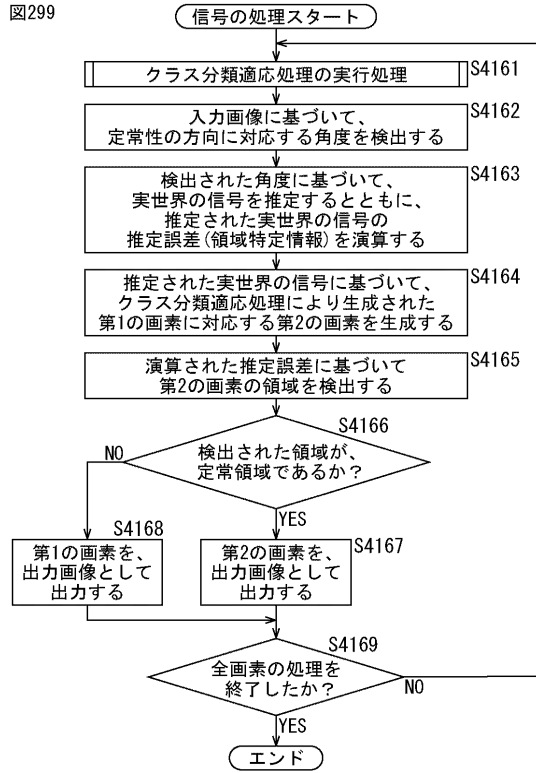 図299
信号の処理スタート
クラス分類適応処理の実行処理
S4161
入力画像に基づいて、
定常性の方向に対応する角度を検出する
S4162
検出された角度に基づいて、
実世界の信号を推定するとともに、
推定された実世界の信号の
推定誤差(領域特定情報)を演算する
S4163
推定された実世界の信号に基づいて、
クラス分類適応処理により生成された
第1の画素に対応する第2の画素を生成する
S4164
演算された推定誤差に基づいて
第2の画素の領域を検出する
S4165
S4166
検出された領域が、
定常領域であるか?
NO
YES
S4168
第1の画素を、
出力画像として
出力する
S4167
第2の画素を、
出力画像として
出力する
S4169
全画素の処理を
終了したか?
NO
YES
エンド